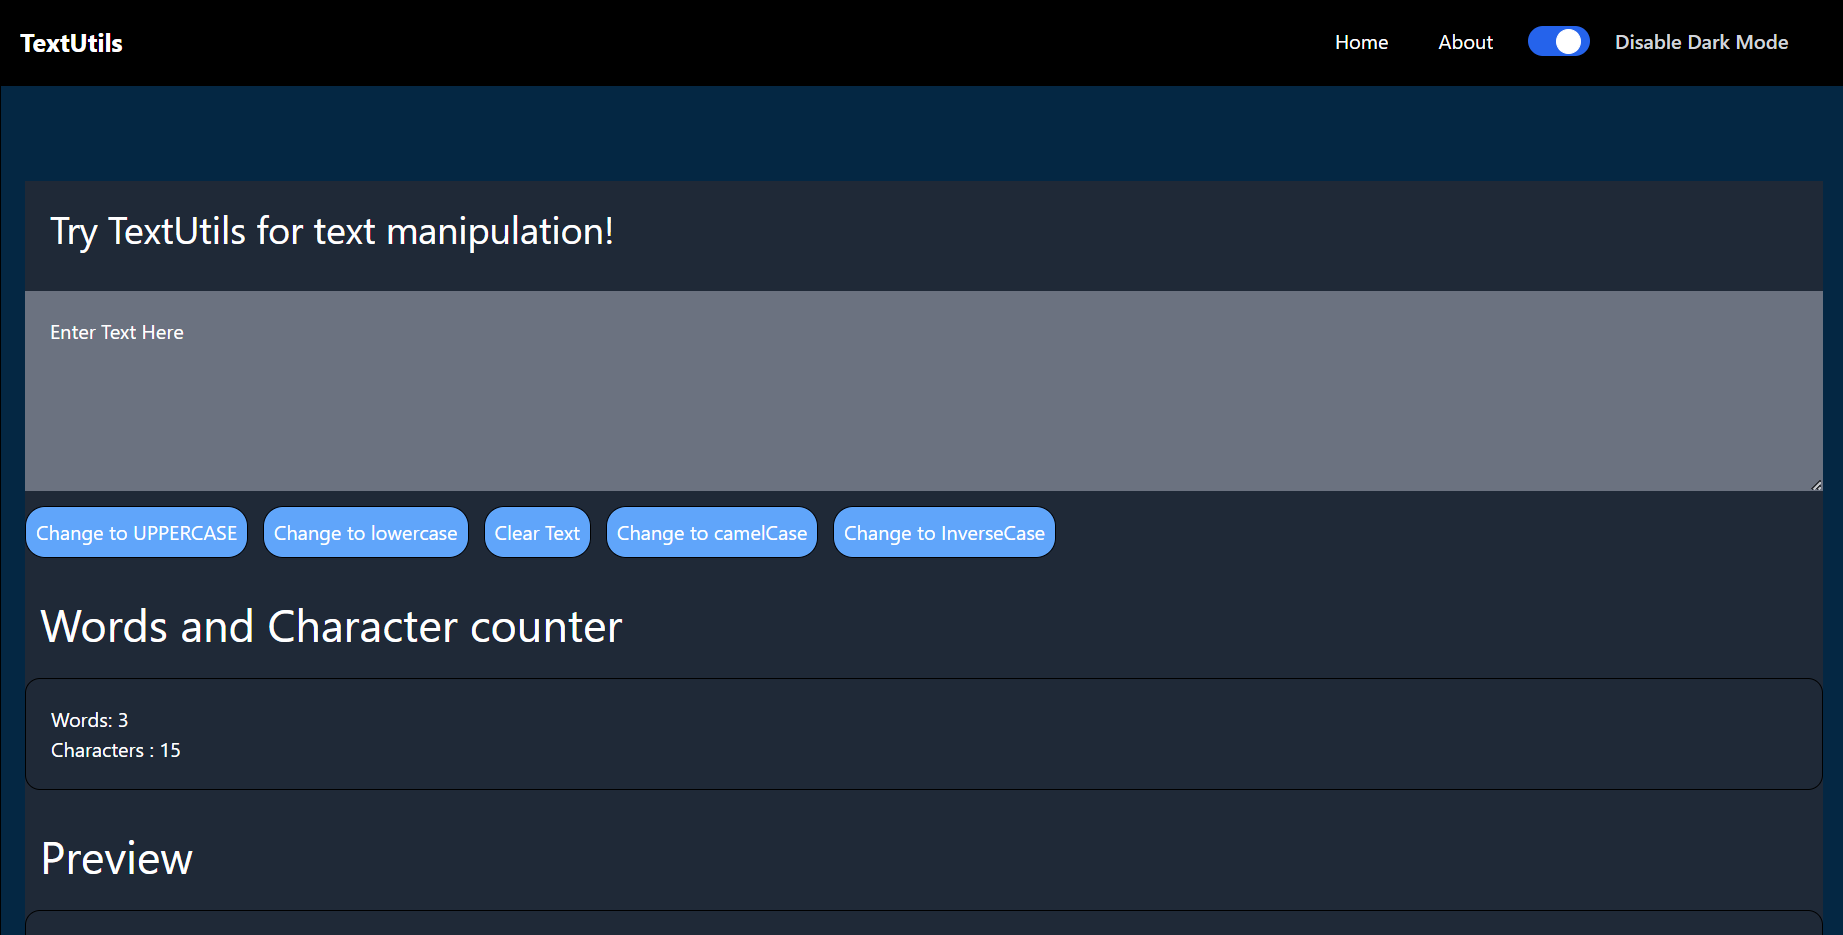 TextUtils
Home About Disable Dark Mode
Try TextUtils for text manipulation!
Enter Text Here
Change to UPPERCASE Change to lowercase Clear Text Change to camelCase Change to InverseCase
Words and Character counter
Words: 3
Characters : 15
Preview